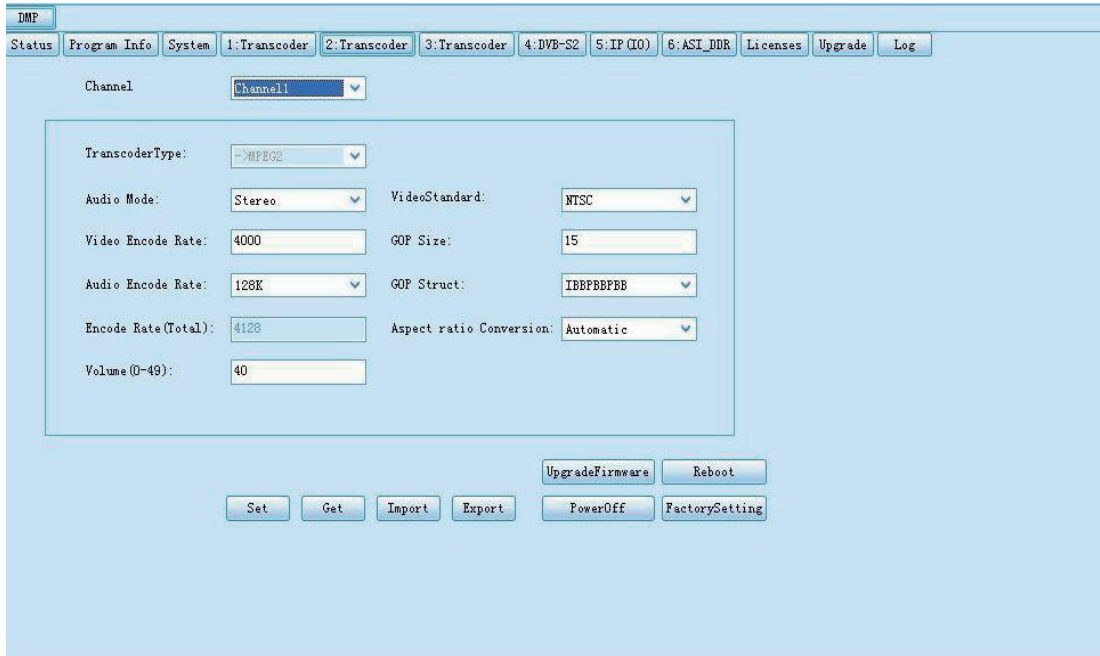 DMP
Status Program Info System 1:Transcoder 2:Transcoder 3:Transcoder 4:DVB-S2 5:IP(IO) 6:ASI_DDR Licenses Upgrade Log
Channel Channel1
TranscoderType: ->MPEG2
Audio Mode: Stereo VideoStandard: NTSC
Video Encode Rate: 4000 GOP Size: 15
Audio Encode Rate: 128K GOP Struct: IBBPBBPBB
Encode Rate(Total): 4128 Aspect ratio Conversion: Automatic
Volume(0-49): 40
UpgradeFirmware Reboot
Set Get Import Export PowerOff FactorySetting